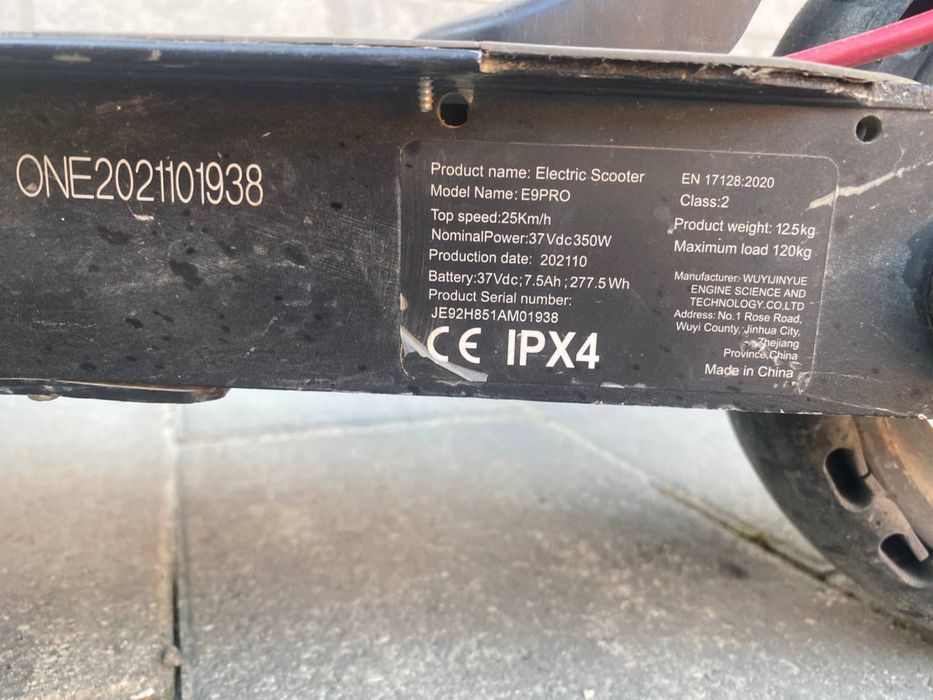 ONE2021101938
Product name: Electric Scooter
Model Name: E9PRO
Top speed:25Km/h
NominalPower:37Vdc350W
Production date: 202110
Battery:37Vdc;7.5Ah;277.5Wh
Product Serial number:
JE92H851AM01938
CE IPX4
EN 17128:2020
Class:2
Product weight: 12.5kg
Maximum load 120kg
Manufacturer: WUYIJINYUE
ENGINE SCIENCE AND
TECHNOLOGY.CO.LTD
Address: No.1 Rose Road,
Wuyi County, Jinhua City,
Zhejiang
Province,China
Made in China